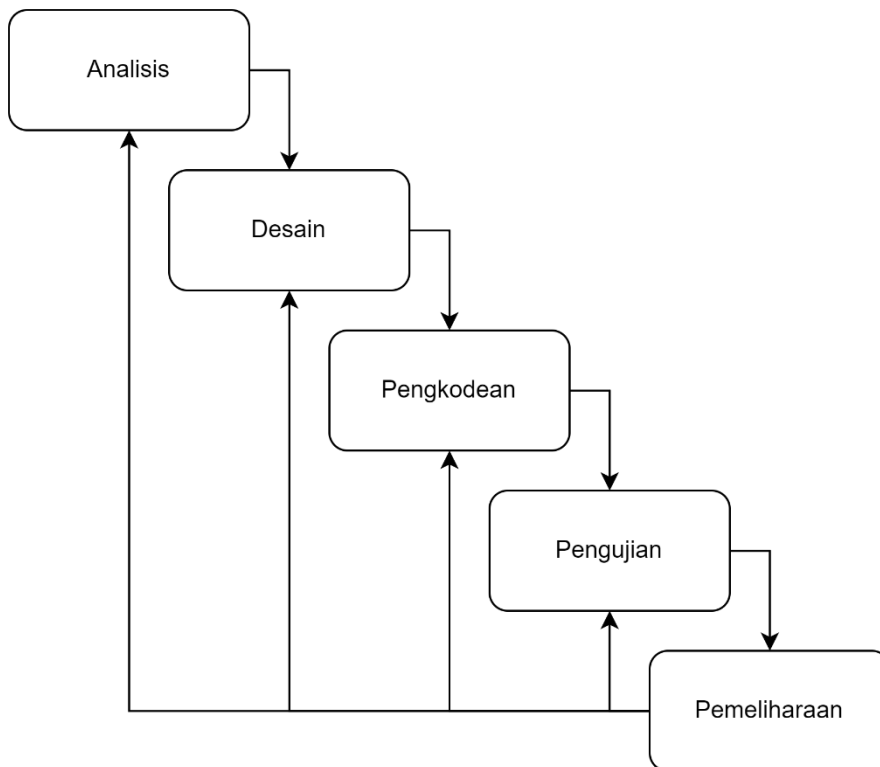 Analisis
Desain
Pengkodean
Pengujian
Pemeliharaan